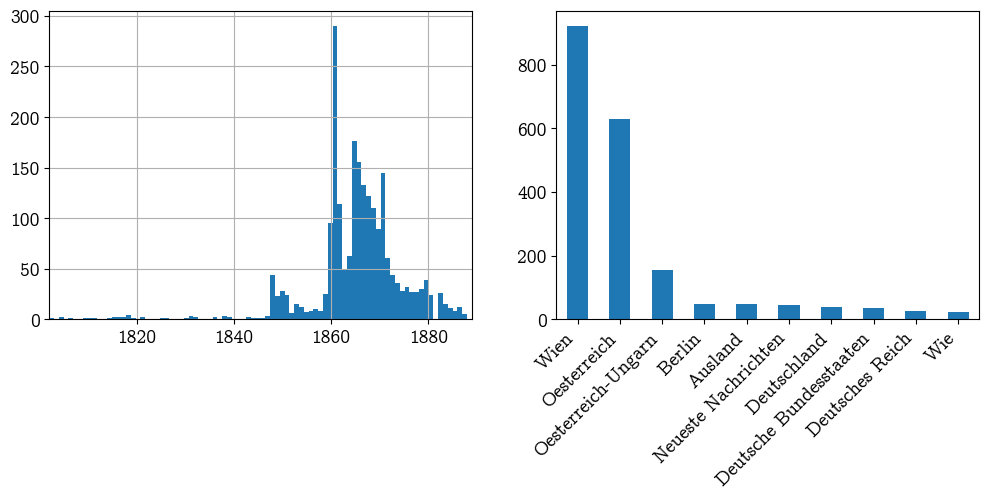 300
250
200
150
100
50
0
1820
1840
1860
1880
800
600
400
200
0
Wien
Oesterreich
Oesterreich-Ungarn
Berlin
Ausland
Neueste Nachrichten
Deutschland
Deutsche Bundesstaaten
Deutsches Reich
Wie